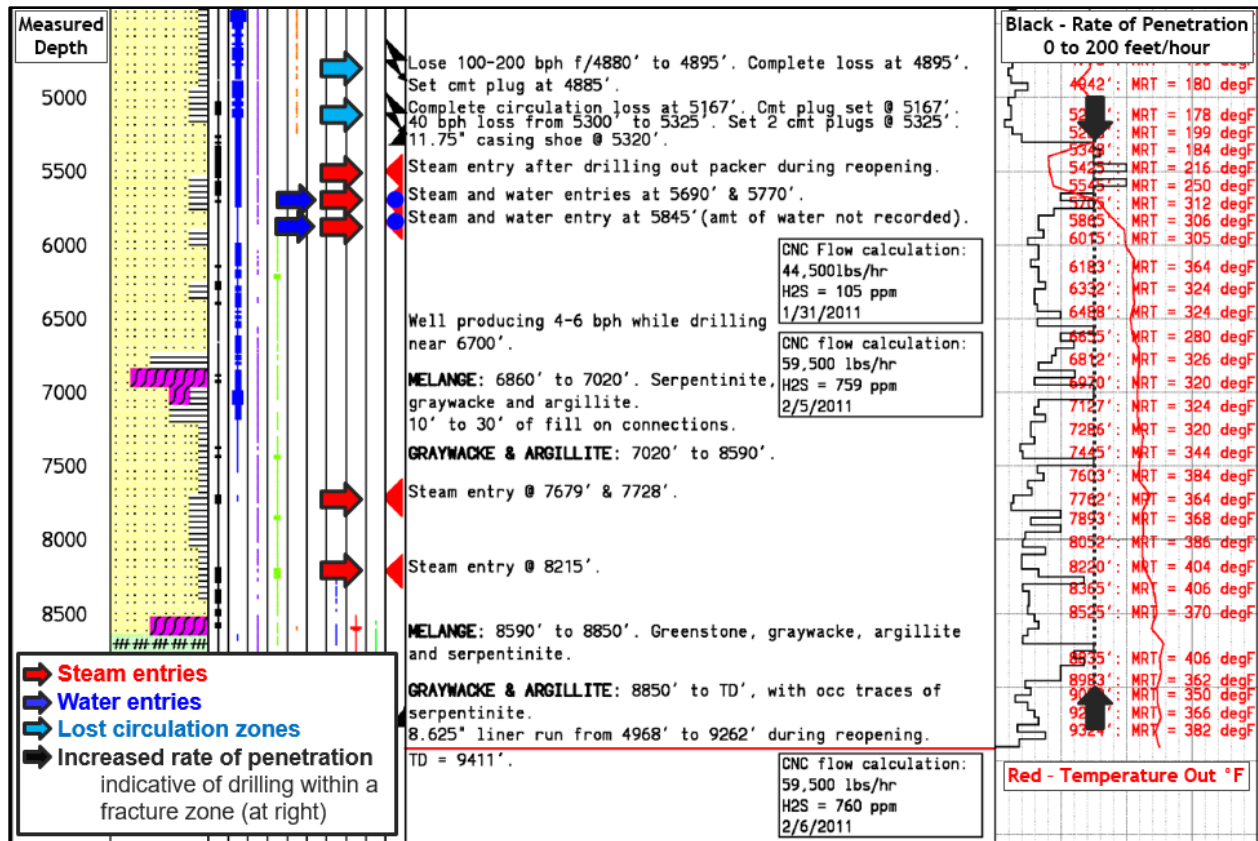 Measured
Depth
5000
5500
6000
6500
7000
7500
8000
8500
Lose 100-200 bph f/4880' to 4895'. Complete loss at 4895'.
Set cmt plug at 4885'.
Complete circulation loss at 5167'. Cmt plug set @ 5167'.
40 bph loss from 5300' to 5325'. Set 2 cmt plugs @ 5325'.
11.75" casing shoe @ 5320'.
Steam entry after drilling out packer during reopening.
Steam and water entries at 5690' & 5770'.
Steam and water entry at 5845'(amt of water not recorded).
CNC Flow calculation:
44,500lbs/hr
H2S = 105 ppm
1/31/2011
Well producing 4-6 bph while drilling
near 6700'.
CNC flow calculation:
59,500 lbs/hr
H2S = 759 ppm
2/5/2011
MELANGE: 6860' to 7020'. Serpentinite,
graywacke and argillite.
10' to 30' of fill on connections.
GRAYWACKE & ARGILLITE: 7020' to 8590'.
Steam entry @ 7679' & 7728'.
Steam entry @ 8215'.
MELANGE: 8590' to 8850'. Greenstone, graywacke, argillite
and serpentinite.
GRAYWACKE & ARGILLITE: 8850' to TD', with occ traces of
serpentinite.
8.625" liner run from 4968' to 9262' during reopening.
TD = 9411'.
CNC flow calculation:
59,500 lbs/hr
H2S = 760 ppm
2/6/2011
## ## ## ## ##
Steam entries
Water entries
Lost circulation zones
Increased rate of penetration
indicative of drilling within a
fracture zone (at right)
Black - Rate of Penetration
0 to 200 feet/hour
4942': MRT = 180 degF
MRT = 178 degF
MRT = 199 degF
5348': MRT = 184 degF
5425': MRT = 216 degF
5545': MRT = 250 degF
MRT = 312 degF
5865': MRT = 306 degF
6015': MRT = 305 degF
6183': MRT = 364 degF
6332': MRT = 324 degF
6488': MRT = 324 degF
6655': MRT = 280 degF
6812': MRT = 326 degF
6970': MRT = 320 degF
7127': MRT = 324 degF
7286': MRT = 320 degF
7445': MRT = 344 degF
7603': MRT = 384 degF
7762': MRT = 364 degF
7893': MRT = 368 degF
8052': MRT = 386 degF
8220': MRT = 404 degF
8365': MRT = 406 degF
8525': MRT = 370 degF
MRT = 406 degF
8983': MRT = 362 degF
MRT = 350 degF
MRT = 366 degF
9324': MRT = 382 degF
Red - Temperature Out °F